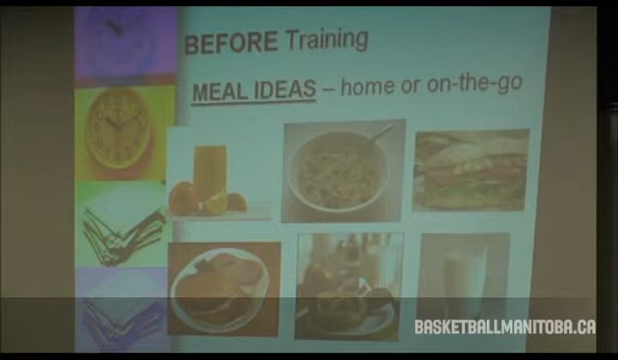 BEFORE Training
MEAL IDEAS – home or on-the-go
BASKETBALLMANITOBA.CA